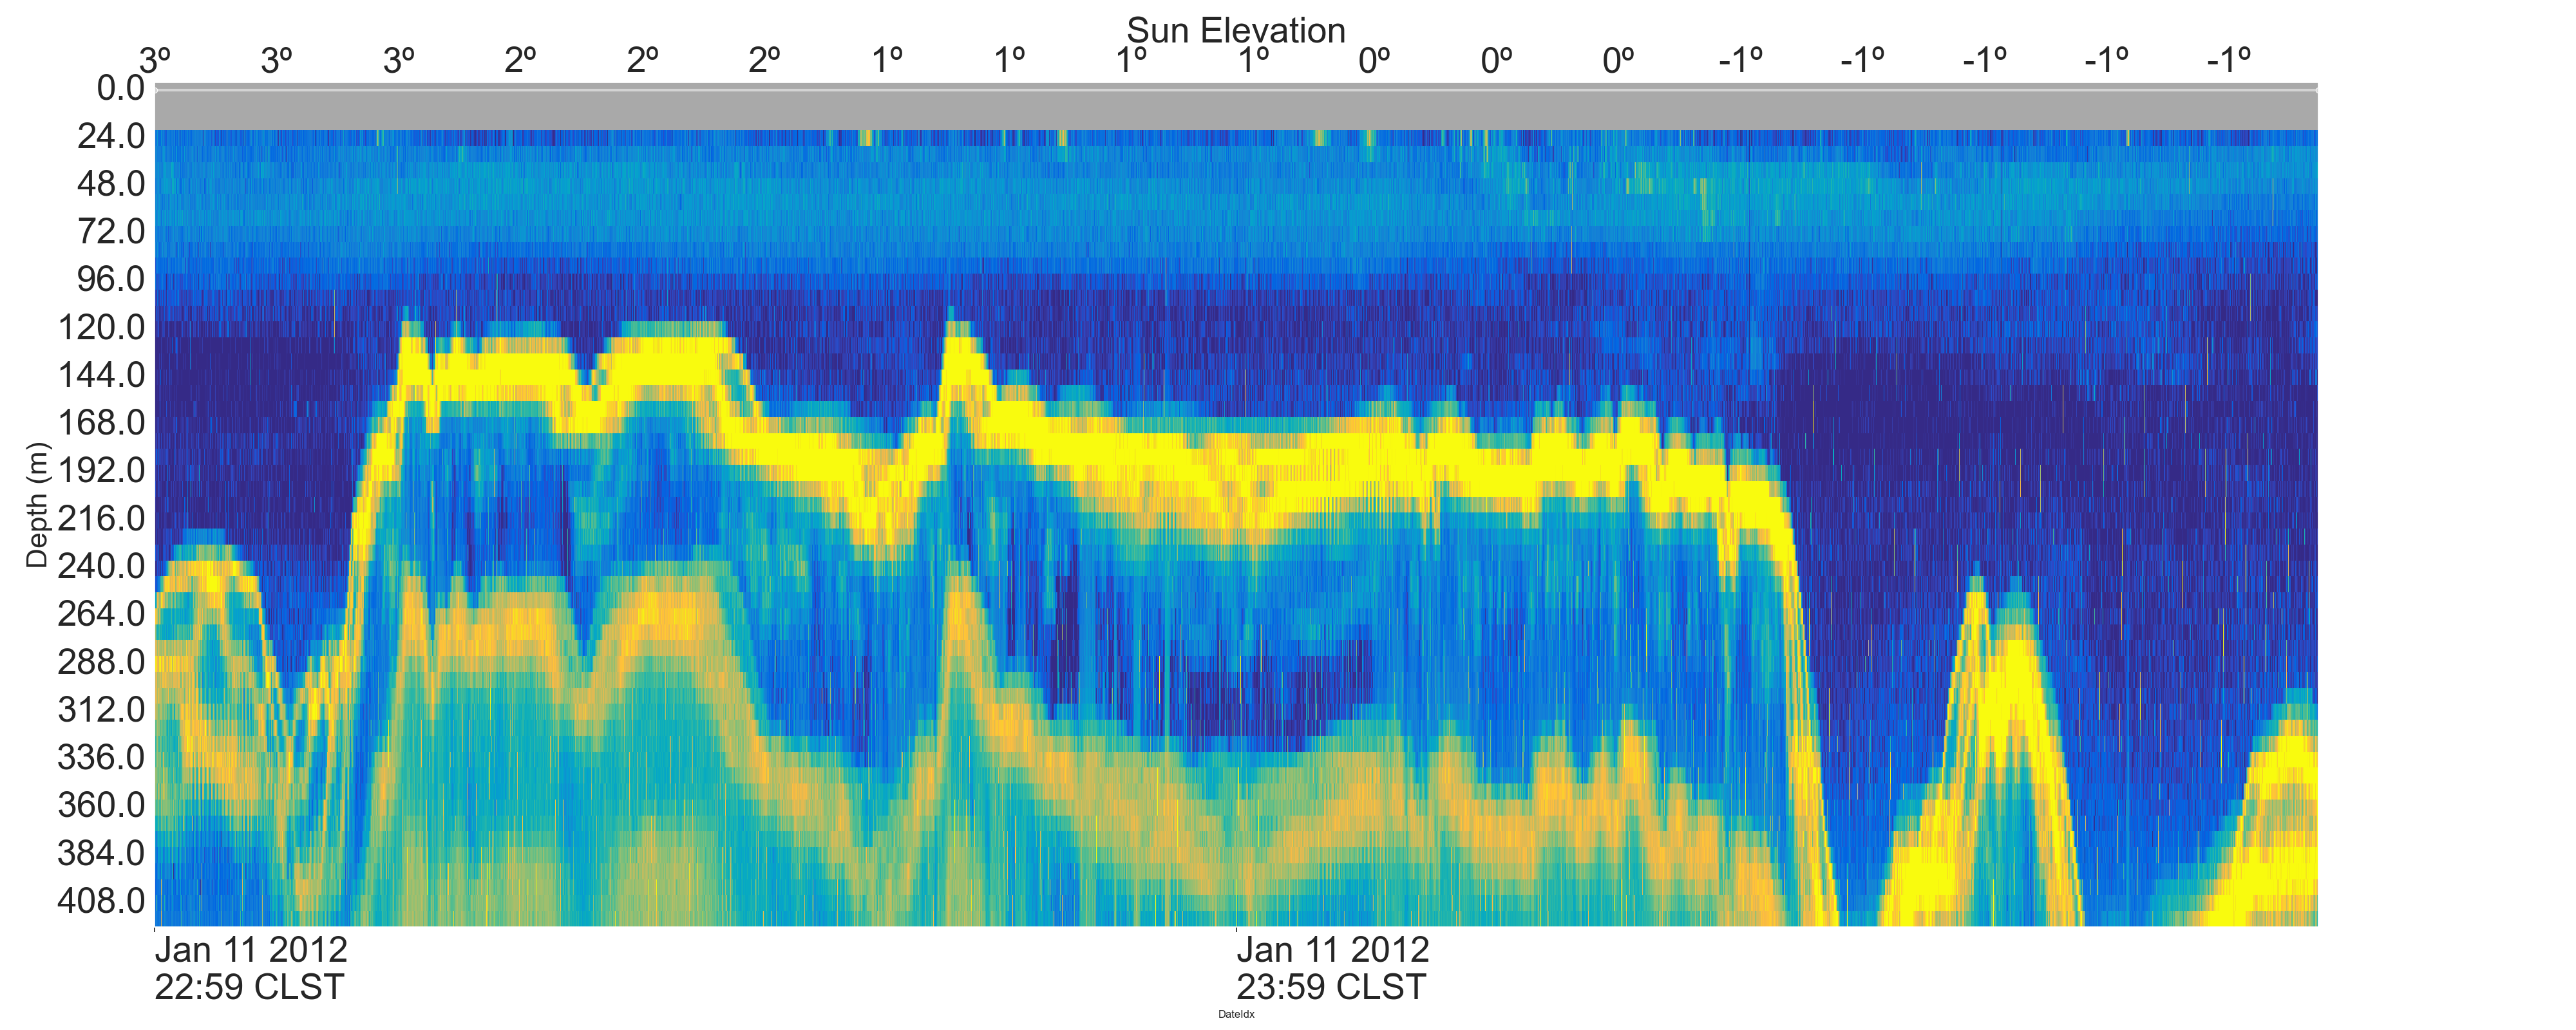 Sun Elevation
3º 3º 3º 2º 2º 2º 1º 1º 1º 1º 0º 0º 0º -1º -1º -1º -1º -1º
0.0
24.0
48.0
72.0
96.0
120.0
144.0
168.0
192.0
216.0
240.0
264.0
288.0
312.0
336.0
360.0
384.0
408.0
Depth (m)
Jan 11 2012
22:59 CLST
Jan 11 2012
23:59 CLST
DateIdx